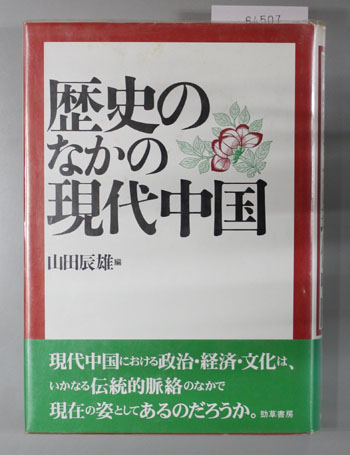 64507
歴史の
なかの
現代中国
山田辰雄編
現代中国における政治・経済・文化は、
いかなる伝統的脈絡のなかで
現在の姿としてあるのだろうか。勁草書房